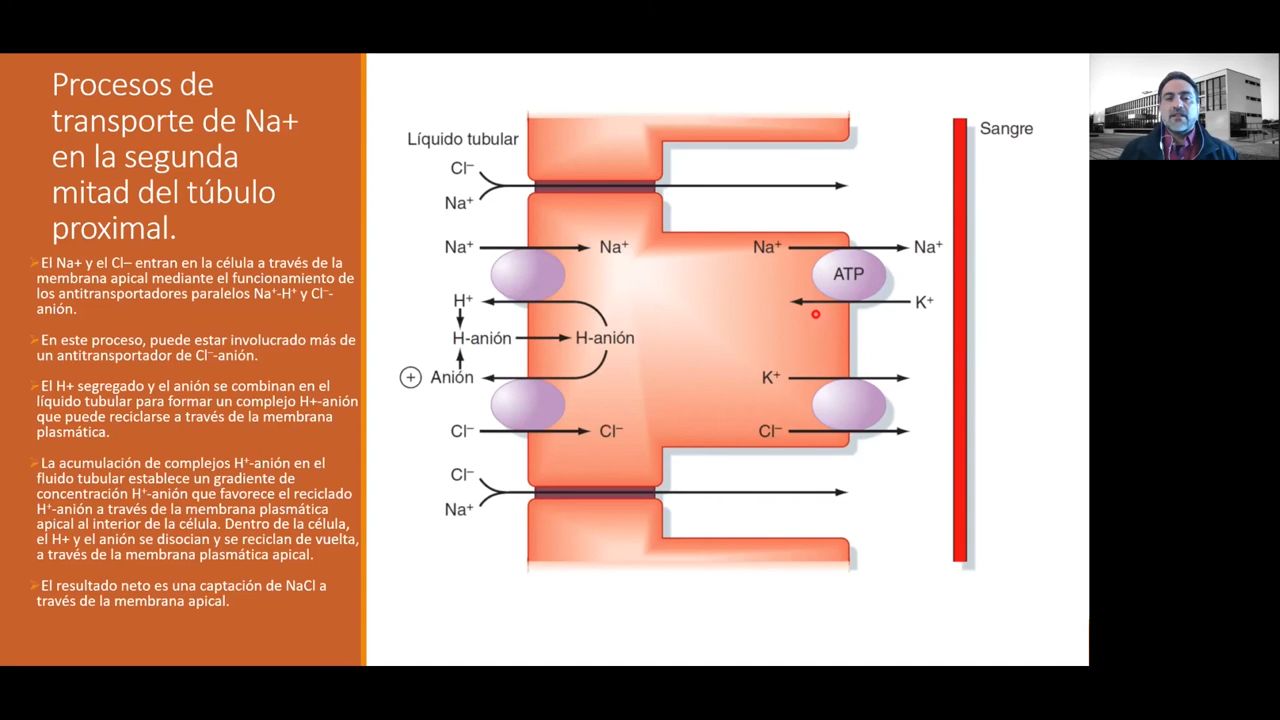 Procesos de
transporte de Na+
en la segunda
mitad del túbulo
proximal.
El Na+ y el Cl– entran en la célula a través de la
membrana apical mediante el funcionamiento de
los antitransportadores paralelos Na⁺-H⁺ y Cl⁻-
anión.
En este proceso, puede estar involucrado más de
un antitransportador de Cl⁻-anión.
El H+ segregado y el anión se combinan en el
líquido tubular para formar un complejo H+-anión
que puede reciclarse a través de la membrana
plasmática.
La acumulación de complejos H⁺-anión en el
fluido tubular establece un gradiente de
concentración H⁺-anión que favorece el reciclado
H⁺-anión a través de la membrana plasmática
apical al interior de la célula. Dentro de la célula,
el H+ y el anión se disocian y se reciclan de vuelta,
a través de la membrana plasmática apical.
El resultado neto es una captación de NaCl a
través de la membrana apical.
Líquido tubular
Sangre
Cl⁻
Na⁺
Na⁺ Na⁺ Na⁺ Na⁺
ATP
H⁺ K⁺
H-anión H-anión
+ Anión K⁺
Cl⁻ Cl⁻ Cl⁻
Cl⁻
Na⁺